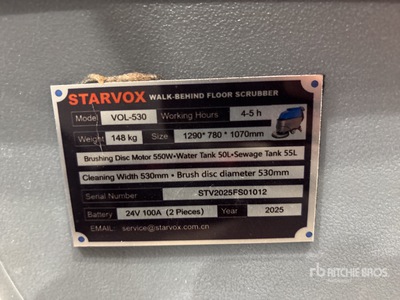 STARVOX WALK-BEHIND FLOOR SCRUBBER
Model VOL-530 Working Hours 4-5 h
Weight 148 kg Size 1290* 780 * 1070mm
Brushing Disc Motor 550W•Water Tank 50L•Sewage Tank 55L
Cleaning Width 530mm • Brush disc diameter 530mm
Serial Number STV2025FS01012
Battery 24V 100A (2 Pieces) Year 2025
EMAIL: service@starvox.com.cn
rb RITCHIE BROS.